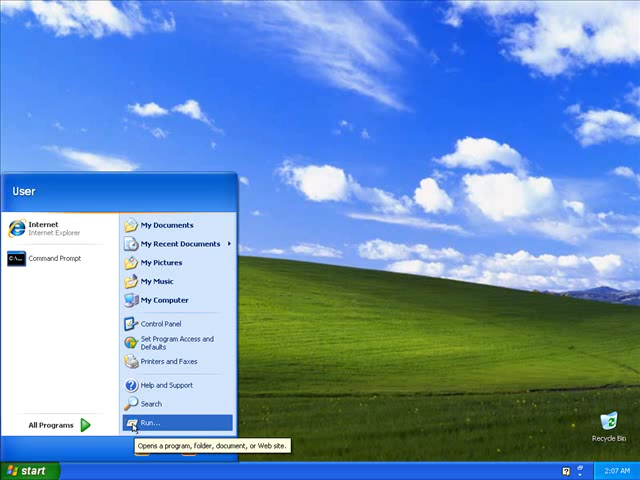 User
Internet
Internet Explorer
Command Prompt
All Programs
My Documents
My Recent Documents
My Pictures
My Music
My Computer
Control Panel
Set Program Access and
Defaults
Printers and Faxes
Help and Support
Search
Run...
Opens a program, folder, document, or Web site.
Recycle Bin
start
2:07 AM